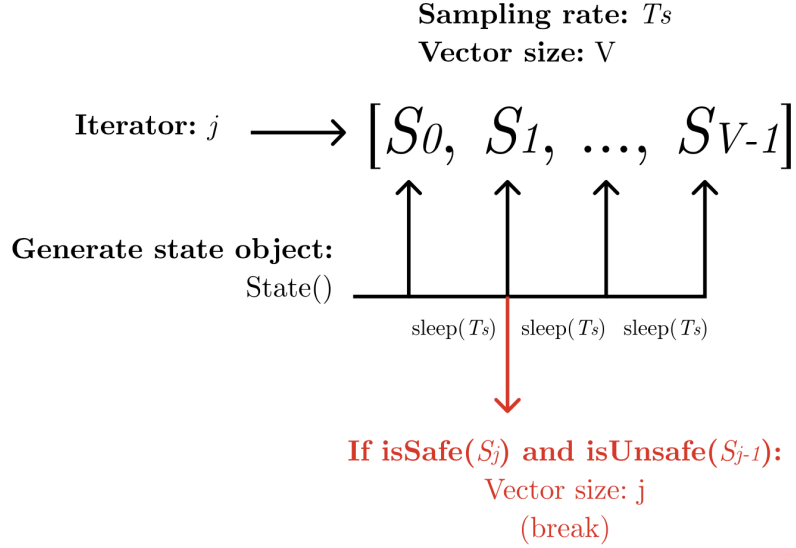 Sampling rate: Ts
Vector size: V
Iterator: j
[S0, S1, ..., SV-1]
Generate state object:
State()
sleep(Ts) sleep(Ts) sleep(Ts)
If isSafe(Sj) and isUnsafe(Sj-1):
Vector size: j
(break)